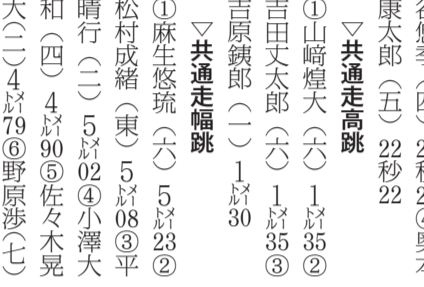 康太郎（五）22秒22
▽共通走高跳
①山﨑煌大（六）1㍍35②
吉田丈太郎（六）1㍍35③
吉原銕郎（一）1㍍30
▽共通走幅跳
①麻生悠琉（六）5㍍23②
松村成緒（東）5㍍08③平
晴行（二）5㍍02④小澤大
和（四）4㍍90⑤佐々木晃
大（二）4㍍79⑥野原渉（七）